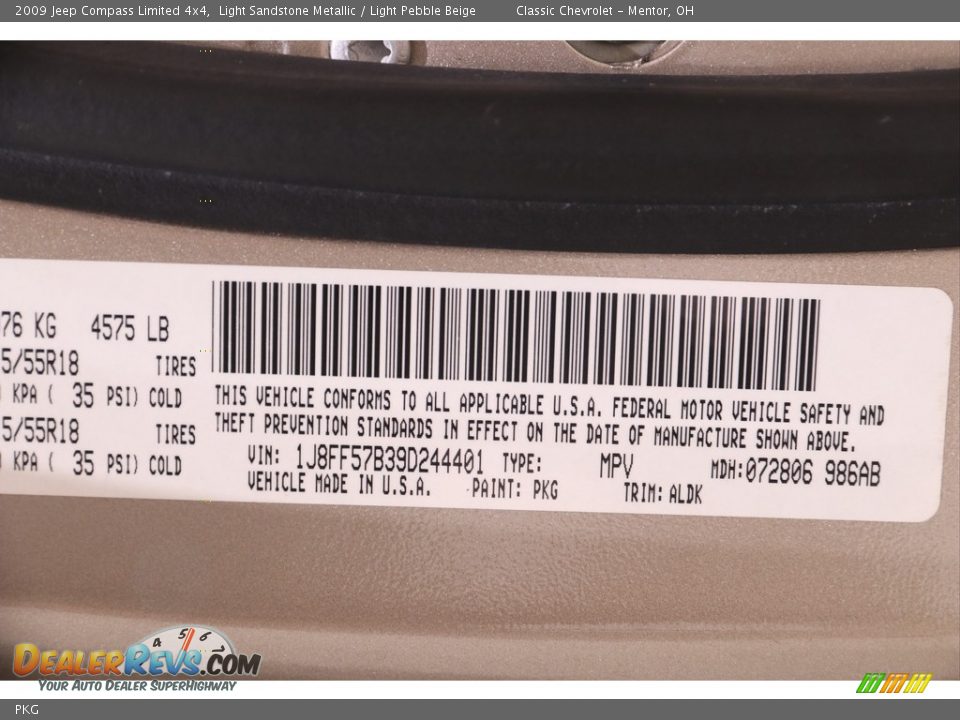 2009 Jeep Compass Limited 4x4, Light Sandstone Metallic / Light Pebble Beige Classic Chevrolet - Mentor, OH
76 KG 4575 LB
5/55R18 TIRES
KPA ( 35 PSI) COLD
5/55R18 TIRES
KPA ( 35 PSI) COLD
THIS VEHICLE CONFORMS TO ALL APPLICABLE U.S.A. FEDERAL MOTOR VEHICLE SAFETY AND
THEFT PREVENTION STANDARDS IN EFFECT ON THE DATE OF MANUFACTURE SHOWN ABOVE.
VIN: 1J8FF57B39D244401 TYPE: MPV MDH:072806 986AB
VEHICLE MADE IN U.S.A. PAINT: PKG TRIM: ALDK
4 5 6 7
DEALERREVS.COM
YOUR AUTO DEALER SUPERHIGHWAY
PKG